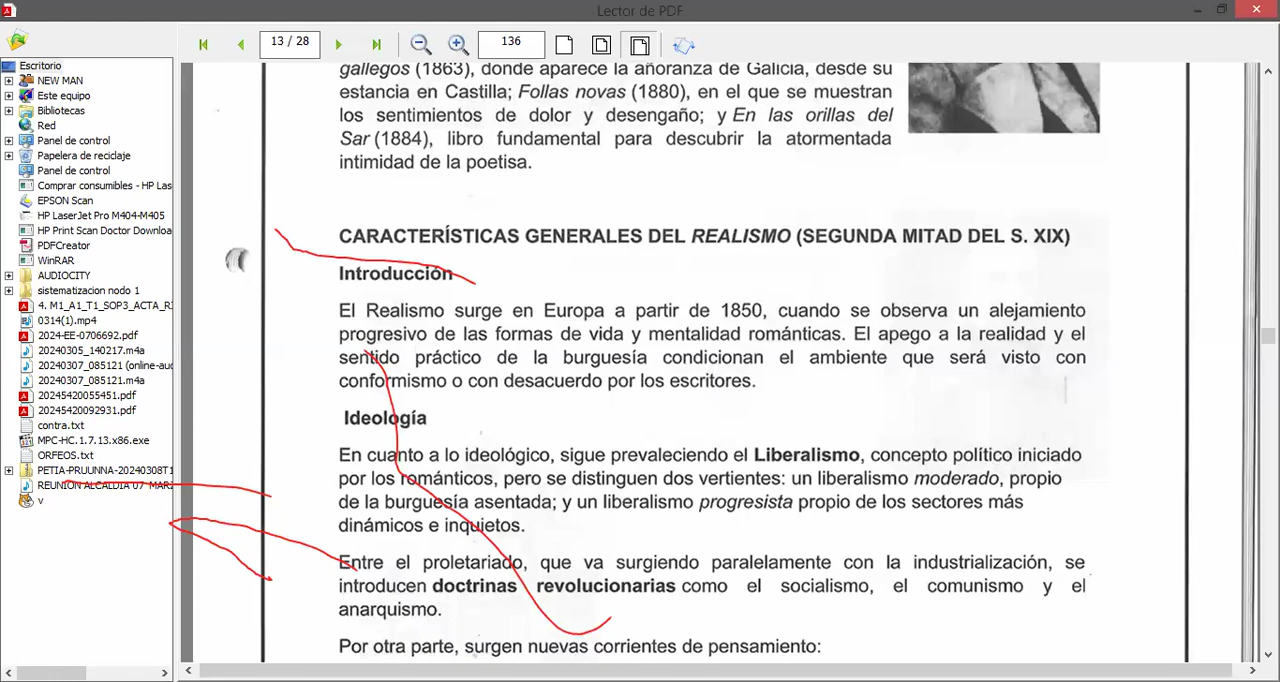 Lector de PDF
13 / 28
136
Escritorio
NEW MAN
Este equipo
Bibliotecas
Red
Panel de control
Papelera de reciclaje
Panel de control
Comprar consumibles - HP Las
EPSON Scan
HP LaserJet Pro M404-M405
HP Print Scan Doctor Downloa
PDFCreator
WinRAR
AUDIOCITY
sistematizacion nodo 1
4. M1_A1_T1_SOP3_ACTA_R
0314(1).mp4
2024-EE-0706692.pdf
20240305_140217.m4a
20240307_085121 (online-aud
20240307_085121.m4a
20245420055451.pdf
20245420092931.pdf
contra.txt
MPC-HC.1.7.13.x86.exe
ORFEOS.txt
PETIA-PRUUNNA-20240308T1
REUNION ALCALDIA 07 MAR
v
gallegos (1863), donde aparece la añoranza de Galicia, desde su
estancia en Castilla; Follas novas (1880), en el que se muestran
los sentimientos de dolor y desengaño; y En las orillas del
Sar (1884), libro fundamental para descubrir la atormentada
intimidad de la poetisa.
CARACTERÍSTICAS GENERALES DEL REALISMO (SEGUNDA MITAD DEL S. XIX)
Introducción
El Realismo surge en Europa a partir de 1850, cuando se observa un alejamiento
progresivo de las formas de vida y mentalidad románticas. El apego a la realidad y el
sentido práctico de la burguesía condicionan el ambiente que será visto con
conformismo o con desacuerdo por los escritores.
Ideología
En cuanto a lo ideológico, sigue prevaleciendo el Liberalismo, concepto político iniciado
por los románticos, pero se distinguen dos vertientes: un liberalismo moderado, propio
de la burguesía asentada; y un liberalismo progresista propio de los sectores más
dinámicos e inquietos.
Entre el proletariado, que va surgiendo paralelamente con la industrialización, se
introducen doctrinas revolucionarias como el socialismo, el comunismo y el
anarquismo.
Por otra parte, surgen nuevas corrientes de pensamiento: